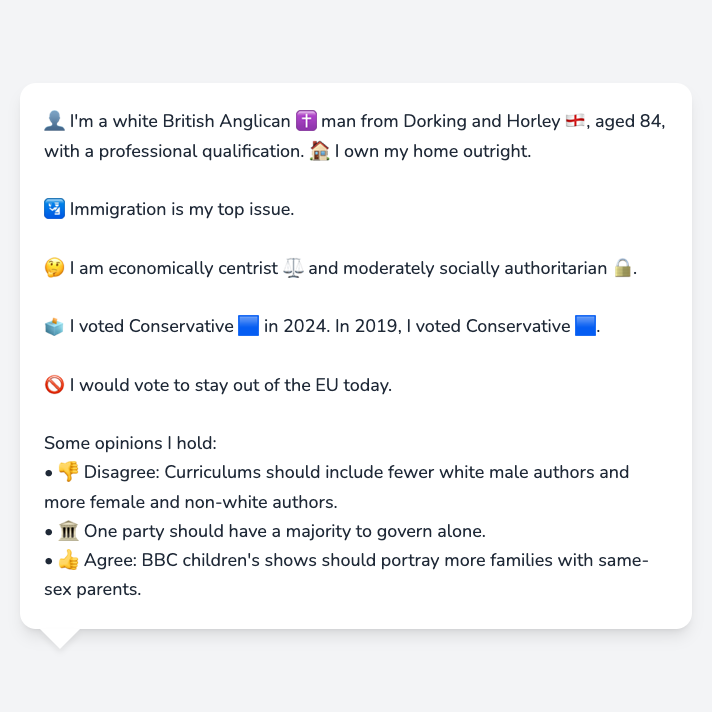 👤 I'm a white British Anglican ✝️ man from Dorking and Horley 🏴󠁧󠁢󠁥󠁮󠁧󠁿, aged 84,
with a professional qualification. 🏠 I own my home outright.
🛂 Immigration is my top issue.
🤔 I am economically centrist ⚖️ and moderately socially authoritarian 🔒.
🗳️ I voted Conservative 🟦 in 2024. In 2019, I voted Conservative 🟦.
🚫 I would vote to stay out of the EU today.
Some opinions I hold:
• 👎 Disagree: Curriculums should include fewer white male authors and
more female and non-white authors.
• 🏛️ One party should have a majority to govern alone.
• 👍 Agree: BBC children's shows should portray more families with same-
sex parents.